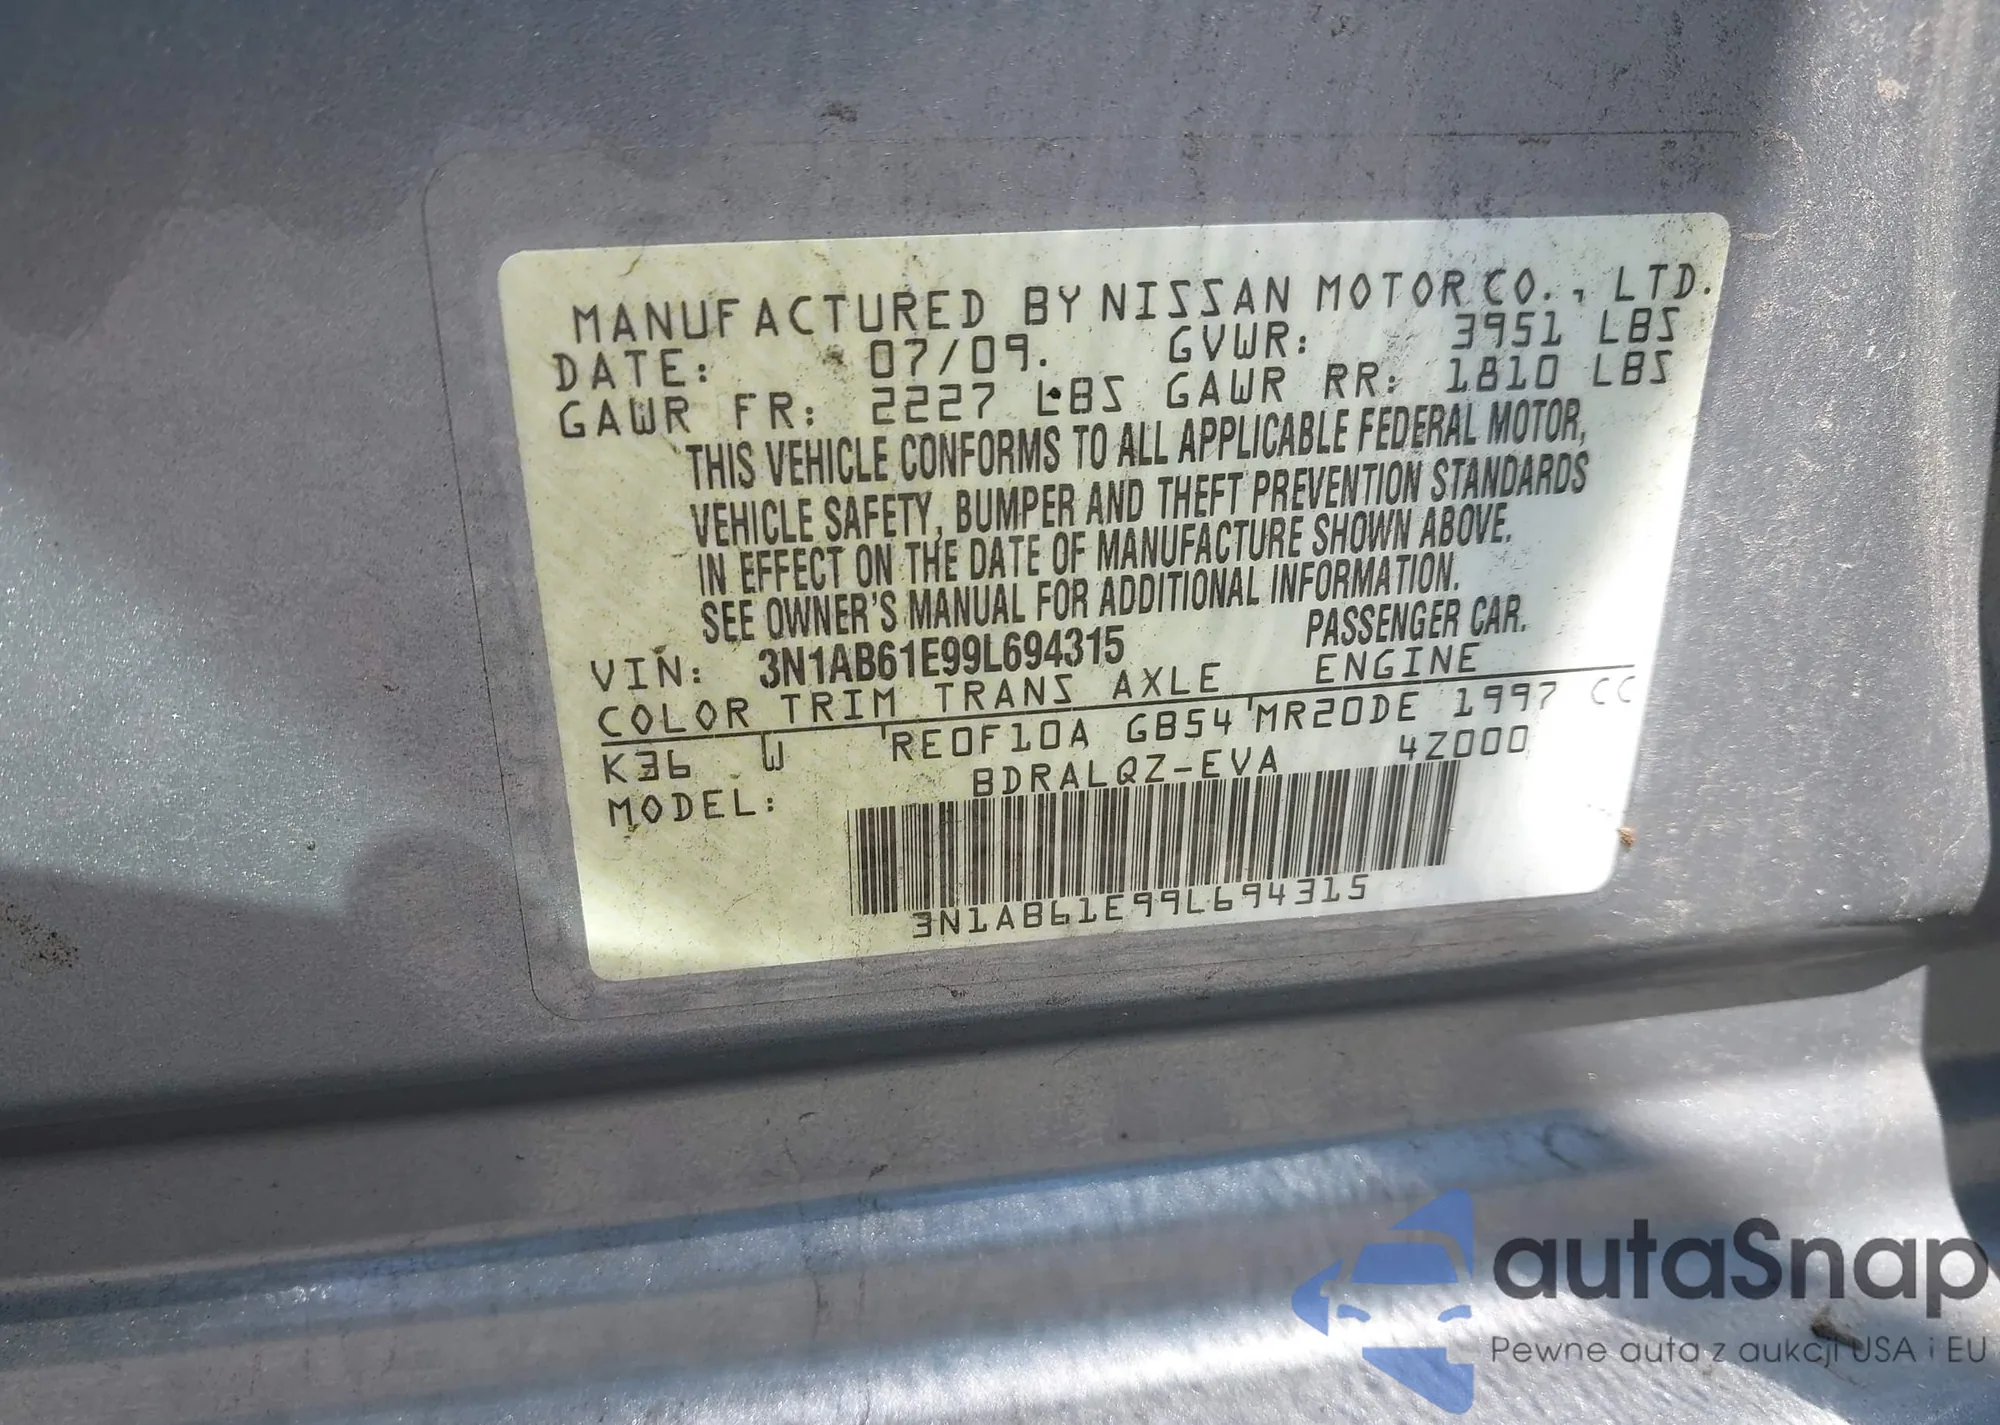 MANUFACTURED BY NISSAN MOTOR CO., LTD.
DATE: 07/09. GVWR: 3951 LBS
GAWR FR: 2227 LBS GAWR RR: 1810 LBS
THIS VEHICLE CONFORMS TO ALL APPLICABLE FEDERAL MOTOR,
VEHICLE SAFETY, BUMPER AND THEFT PREVENTION STANDARDS
IN EFFECT ON THE DATE OF MANUFACTURE SHOWN ABOVE.
SEE OWNER'S MANUAL FOR ADDITIONAL INFORMATION.
VIN: 3N1AB61E99L694315 PASSENGER CAR.
COLOR TRIM TRANS AXLE ENGINE
K36 W RE0F10A GB54 MR20DE 1997 CC
MODEL: BDRALQZ-EVA 4Z000
3N1AB61E99L694315
autaSnap
Pewne auta z aukcji USA i EU